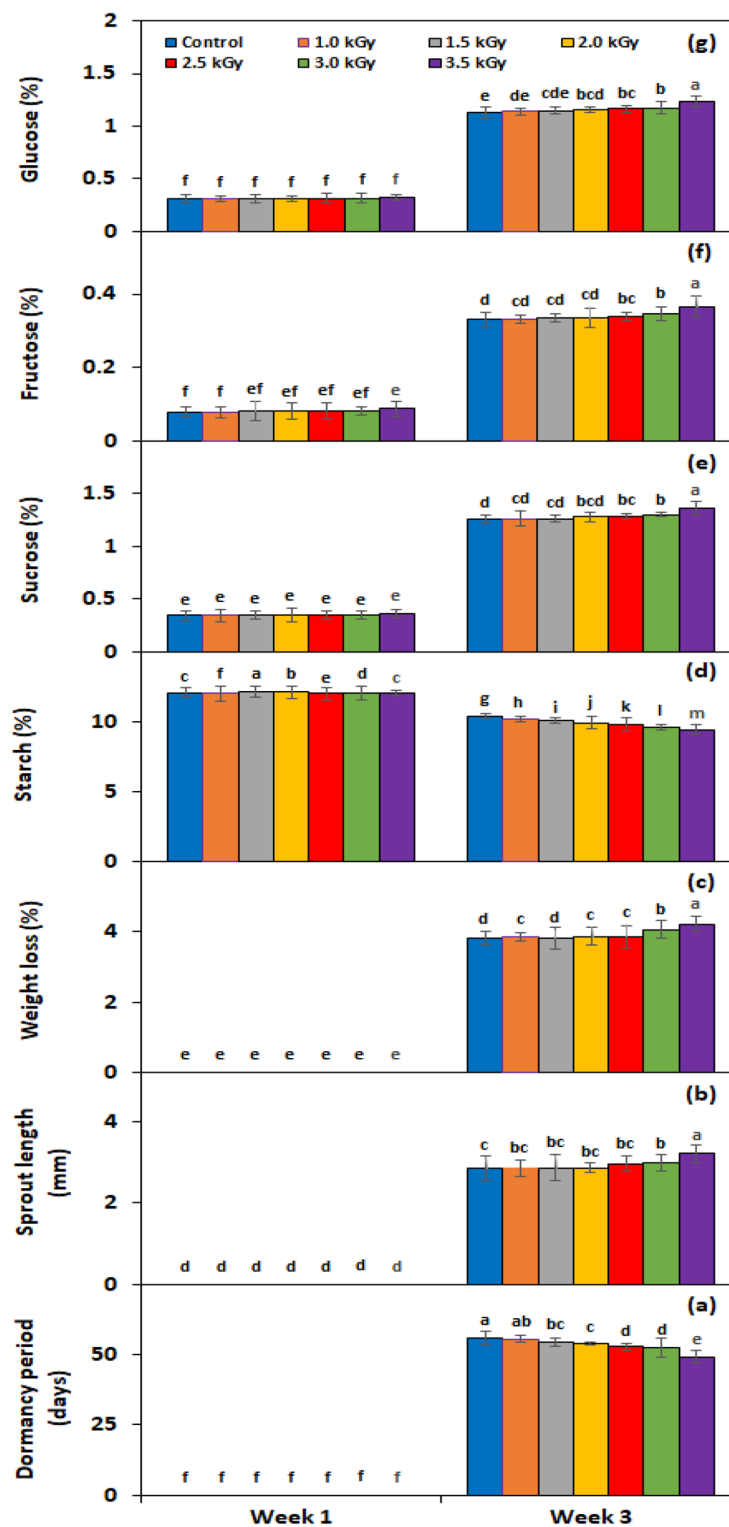 2
Control
1.0 kGy
1.5 kGy
2.0 kGy
(g)
2.5 kGy
3.0 kGy
3.5 kGy
1.5
1
0.5
0
Glucose (%)
e de cde bcd bc b a
f f f f f f f
(f)
0.4
0.2
0
Fructose (%)
d cd cd cd bc b a
f f ef ef ef ef e
(e)
1.5
1
0.5
0
Sucrose (%)
d cd cd bcd bc b a
e e e e e e e
(d)
10
5
0
Starch (%)
c f a b e d c
g h i j k l m
(c)
4
2
0
Weight loss (%)
d c d c c b a
e e e e e e e
(b)
4
2
0
Sprout length
(mm)
c bc bc bc bc b a
d d d d d d d
(a)
50
25
0
Dormancy period
(days)
a ab bc c d d e
f f f f f f f
Week 1
Week 3